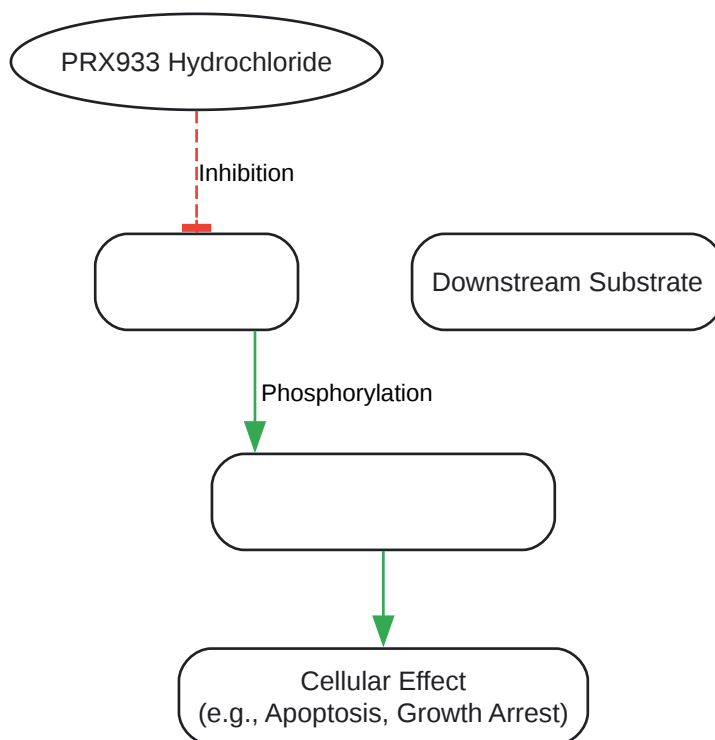 PRX933 Hydrochloride
Inhibition
Downstream Substrate
Phosphorylation
Cellular Effect
(e.g., Apoptosis, Growth Arrest)